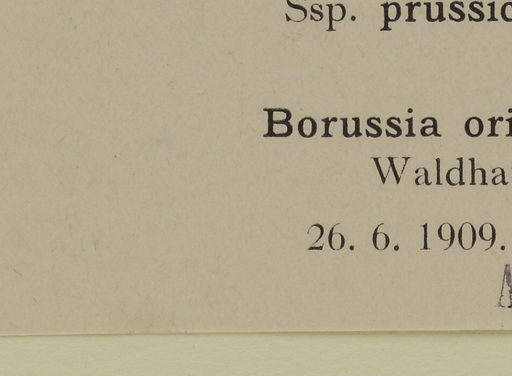 Ssp. prussic
Borussia ori
Waldha
26. 6. 1909.